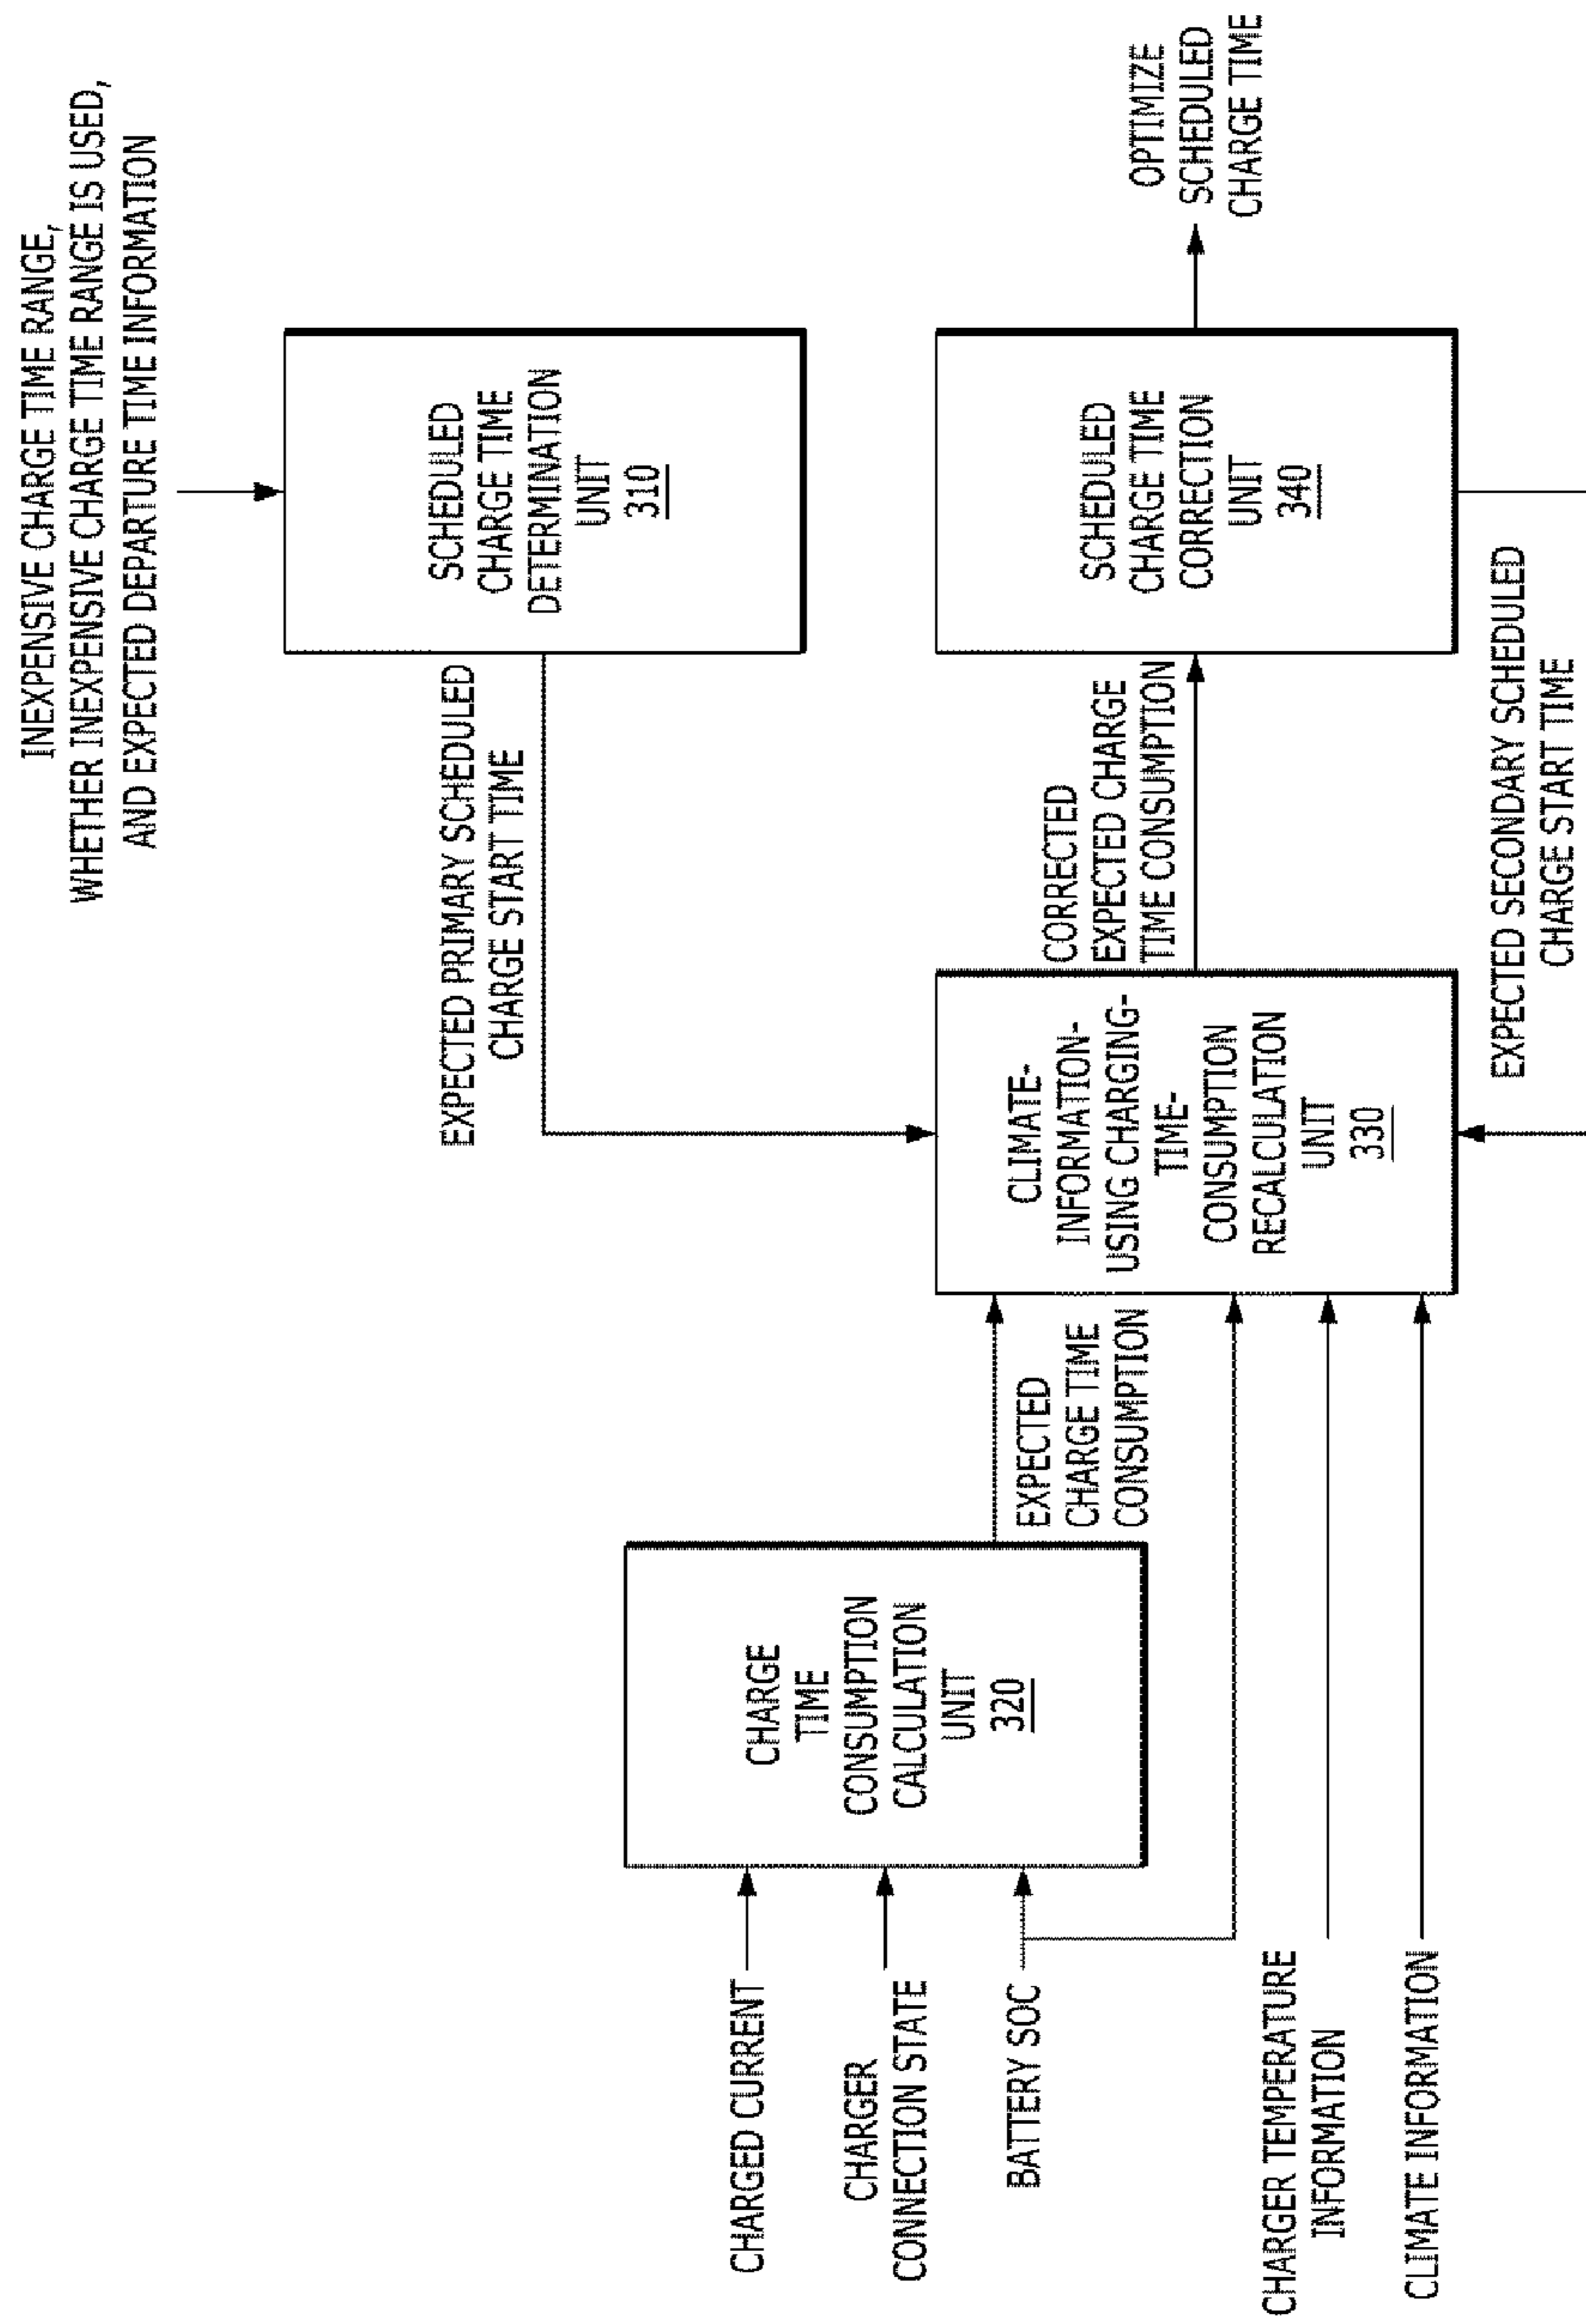 INEXPENSIVE CHARGE TIME RANGE,
WHETHER INEXPENSIVE CHARGE TIME RANGE IS USED,
AND EXPECTED DEPARTURE TIME INFORMATION
SCHEDULED
CHARGE TIME
DETERMINATION
UNIT
310
EXPECTED PRIMARY SCHEDULED
CHARGE START TIME
CHARGED CURRENT
CHARGER
CONNECTION STATE
BATTERY SOC
CHARGER TEMPERATURE
INFORMATION
CLIMATE INFORMATION
CHARGE
TIME
CONSUMPTION
CALCULATION
UNIT
320
EXPECTED
CHARGE TIME
CONSUMPTION
CLIMATE-
INFORMATION-
USING CHARGING-
TIME-
CONSUMPTION
RECALCULATION
UNIT
330
CORRECTED
EXPECTED CHARGE
TIME CONSUMPTION
SCHEDULED
CHARGE TIME
CORRECTION
UNIT
340
OPTIMIZE
SCHEDULED
CHARGE TIME
EXPECTED SECONDARY SCHEDULED
CHARGE START TIME